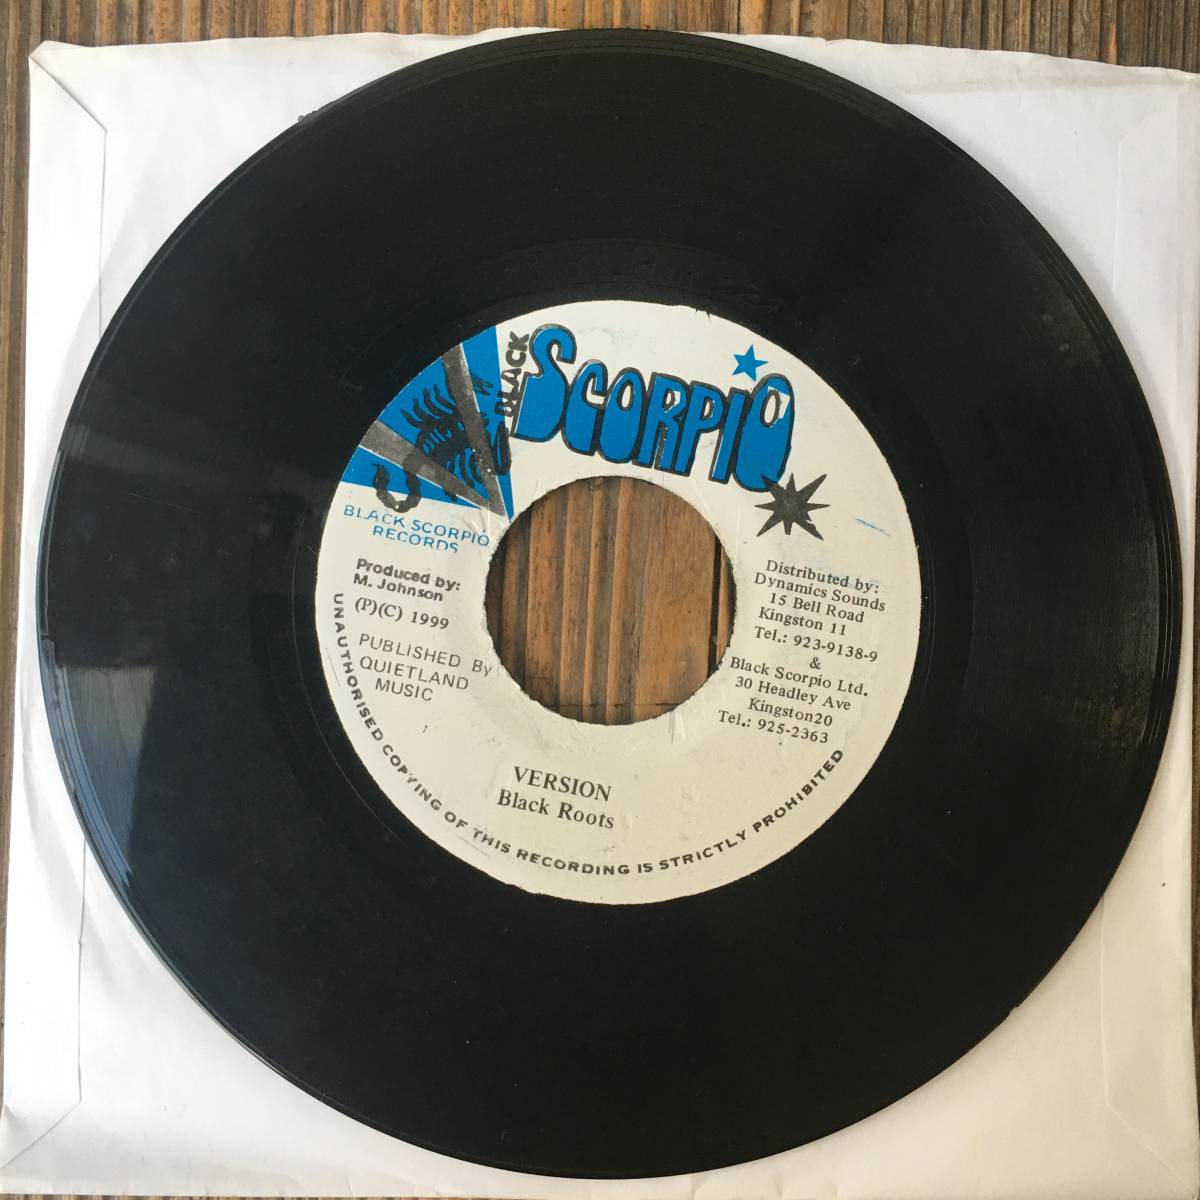 BLACK
SCORPIO
BLACK SCORPIO
RECORDS
Produced by:
M. Johnson
(P)(C) 1999
PUBLISHED BY
QUIETLAND
MUSIC
Distributed by:
Dynamics Sounds
15 Bell Road
Kingston 11
Tel.: 923-9138-9
&
Black Scorpio Ltd.
30 Headley Ave
Kingston20
Tel.: 925-2363
VERSION
Black Roots
UNAUTHORISED COPYING OF THIS RECORDING IS STRICTLY PROHIBITED